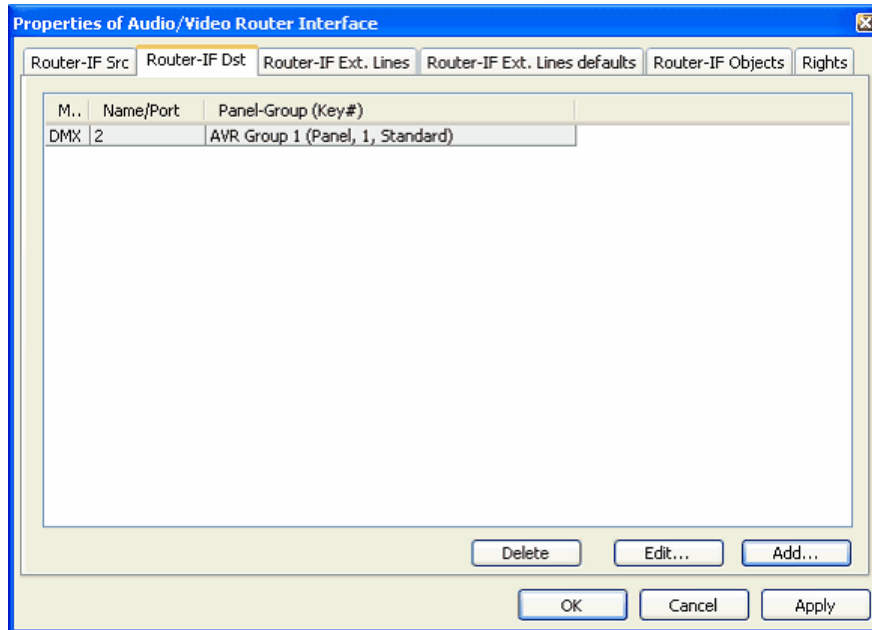 Properties of Audio/Video Router Interface
Router-IF Src Router-IF Dst Router-IF Ext. Lines Router-IF Ext. Lines defaults Router-IF Objects Rights
M.. Name/Port Panel-Group (Key#)
DMX 2 AVR Group 1 (Panel, 1, Standard)
Delete Edit... Add...
OK Cancel Apply